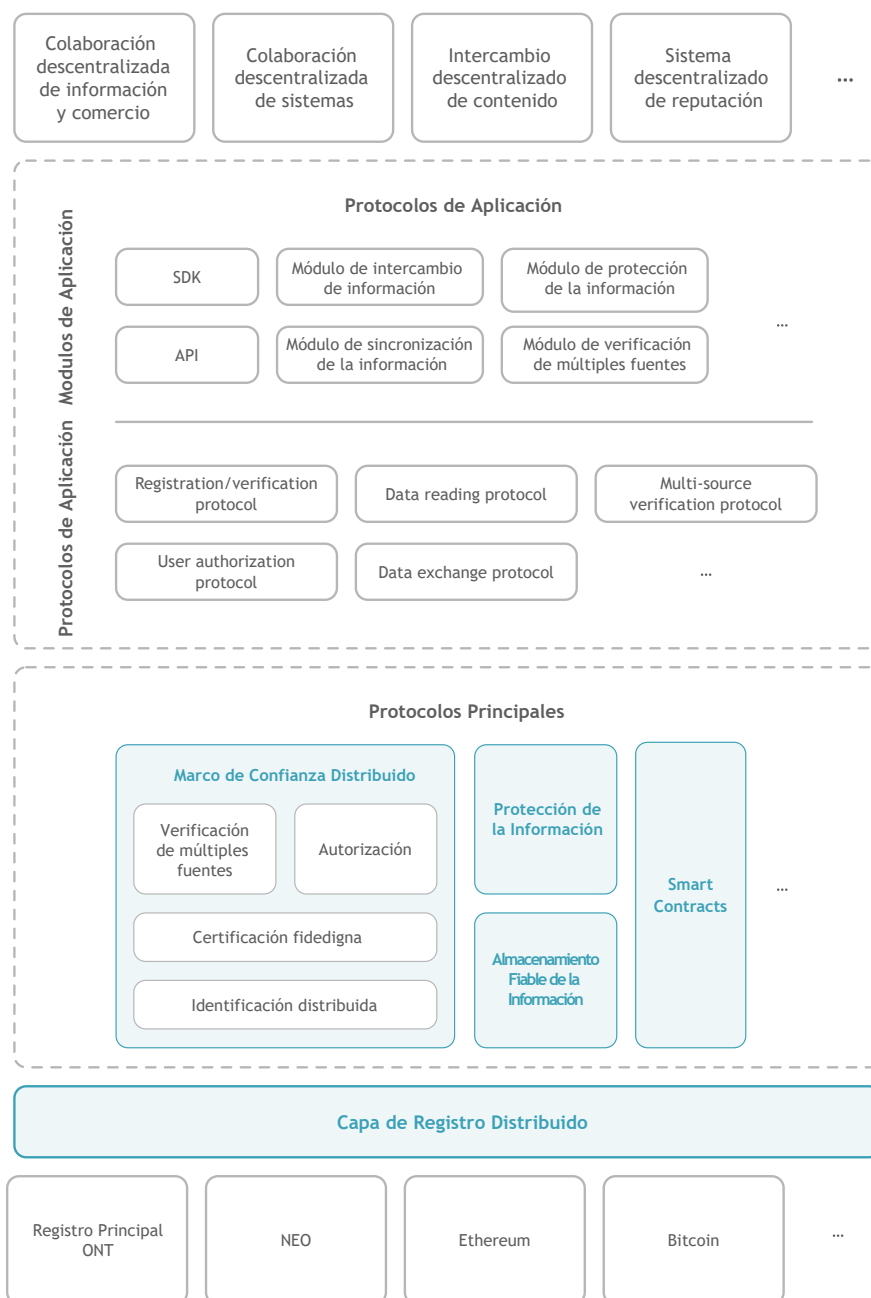 Colaboración
descentralizada
de información
y comercio
Colaboración
descentralizada
de sistemas
Intercambio
descentralizado
de contenido
Sistema
descentralizado
de reputación
...
Protocolos de Aplicación
Modulos de Aplicación
SDK
Módulo de intercambio
de información
Módulo de protección
de la información
...
API
Módulo de sincronización
de la información
Módulo de verificación
de múltiples fuentes
Protocolos de Aplicación
Registration/verification
protocol
Data reading protocol
Multi-source
verification protocol
User authorization
protocol
Data exchange protocol
...
Protocolos Principales
Marco de Confianza Distribuido
Verificación
de múltiples
fuentes
Autorización
Certificación fidedigna
Identificación distribuida
Protección de
la Información
Almacenamiento
Fiable de la
Información
Smart
Contracts
...
Capa de Registro Distribuido
Registro Principal
ONT
NEO
Ethereum
Bitcoin
...